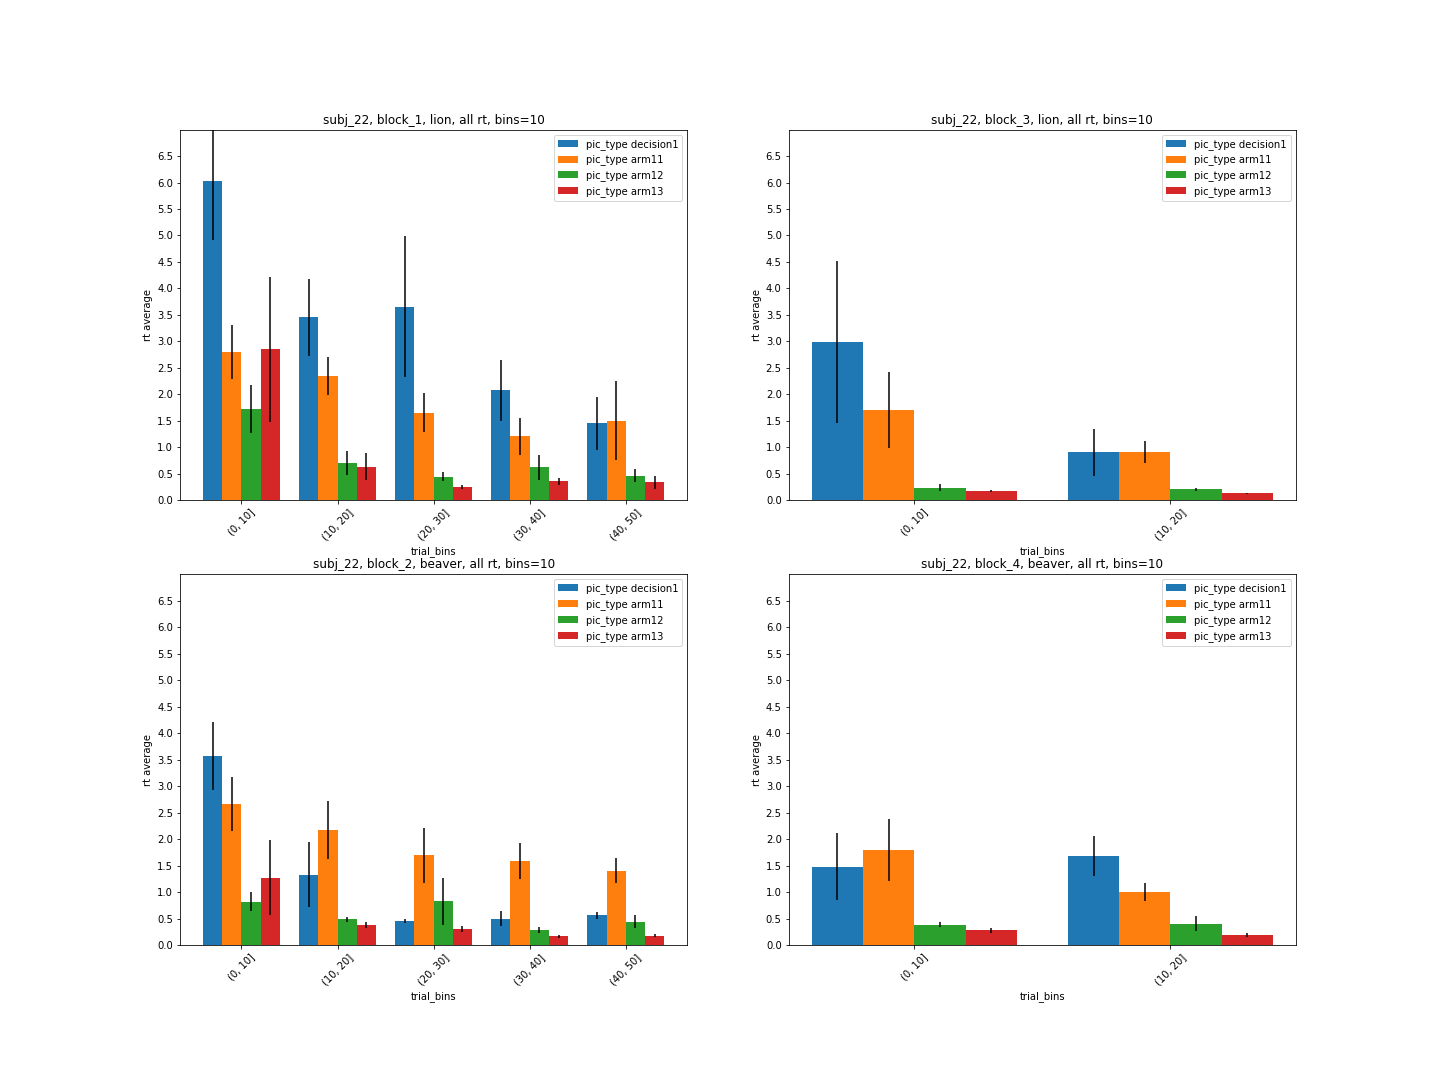 subj_22, block_1, lion, all rt, bins=10
pic_type decision1
pic_type arm11
pic_type arm12
pic_type arm13
6.5
6.0
5.5
5.0
4.5
4.0
3.5
3.0
2.5
2.0
1.5
1.0
0.5
0.0
rt average
(0, 10]
(10, 20]
(20, 30]
(30, 40]
(40, 50]
trial_bins
subj_22, block_3, lion, all rt, bins=10
pic_type decision1
pic_type arm11
pic_type arm12
pic_type arm13
6.5
6.0
5.5
5.0
4.5
4.0
3.5
3.0
2.5
2.0
1.5
1.0
0.5
0.0
rt average
(0, 10]
(10, 20]
trial_bins
subj_22, block_2, beaver, all rt, bins=10
pic_type decision1
pic_type arm11
pic_type arm12
pic_type arm13
6.5
6.0
5.5
5.0
4.5
4.0
3.5
3.0
2.5
2.0
1.5
1.0
0.5
0.0
rt average
(0, 10]
(10, 20]
(20, 30]
(30, 40]
(40, 50]
trial_bins
subj_22, block_4, beaver, all rt, bins=10
pic_type decision1
pic_type arm11
pic_type arm12
pic_type arm13
6.5
6.0
5.5
5.0
4.5
4.0
3.5
3.0
2.5
2.0
1.5
1.0
0.5
0.0
rt average
(0, 10]
(10, 20]
trial_bins